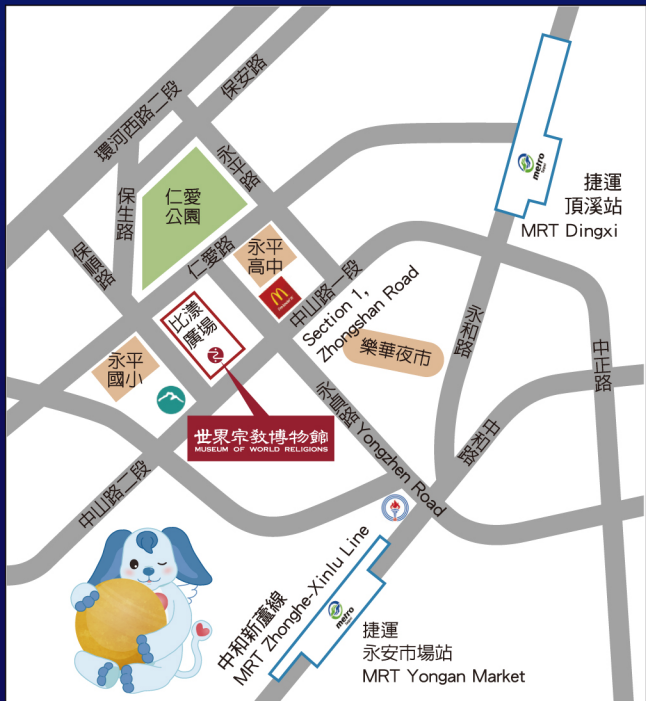 環河西路二段
保安路
永平路
保生路
保順路
仁愛
公園
仁愛路
永平
高中
中山路一段
Section 1,
Zhongshan Road
比漾
廣場
永平
國小
世界宗教博物館
MUSEUM OF WORLD RELIGIONS
樂華夜市
metro
捷運
頂溪站
MRT Dingxi
永和路
中正路
中和路
永貞路 Yongzhen Road
中山路二段
中和新蘆線
MRT Zhonghe-Xinlu Line
metro
捷運
永安市場站
MRT Yongan Market